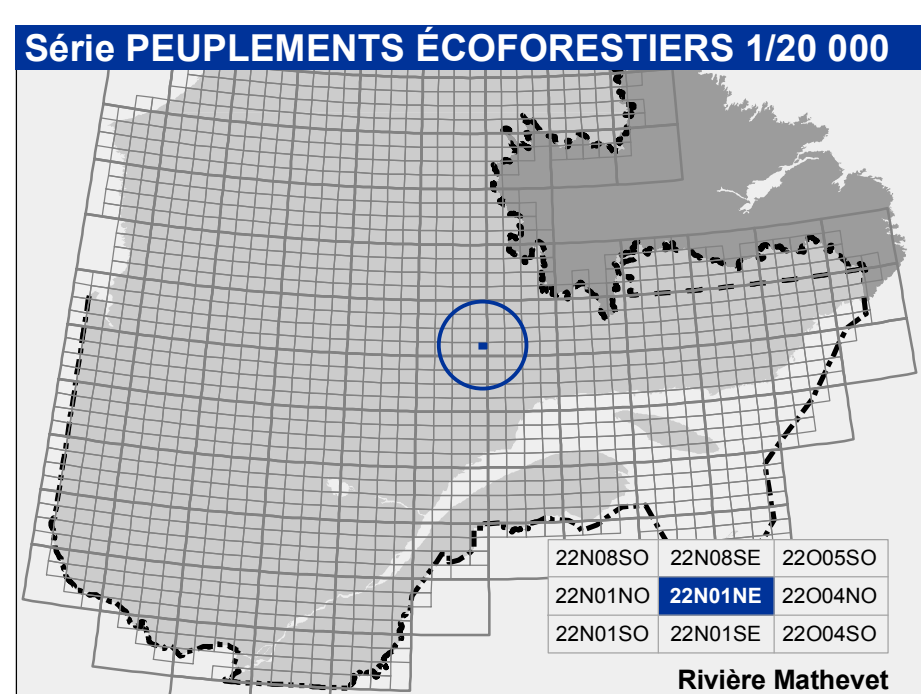 Série PEUPLEMENTS ÉCOFORESTIERS 1/20 000
22N08SO 22N08SE 22O05SO
22N01NO 22N01NE 22O04NO
22N01SO 22N01SE 22O04SO
Rivière Mathevet